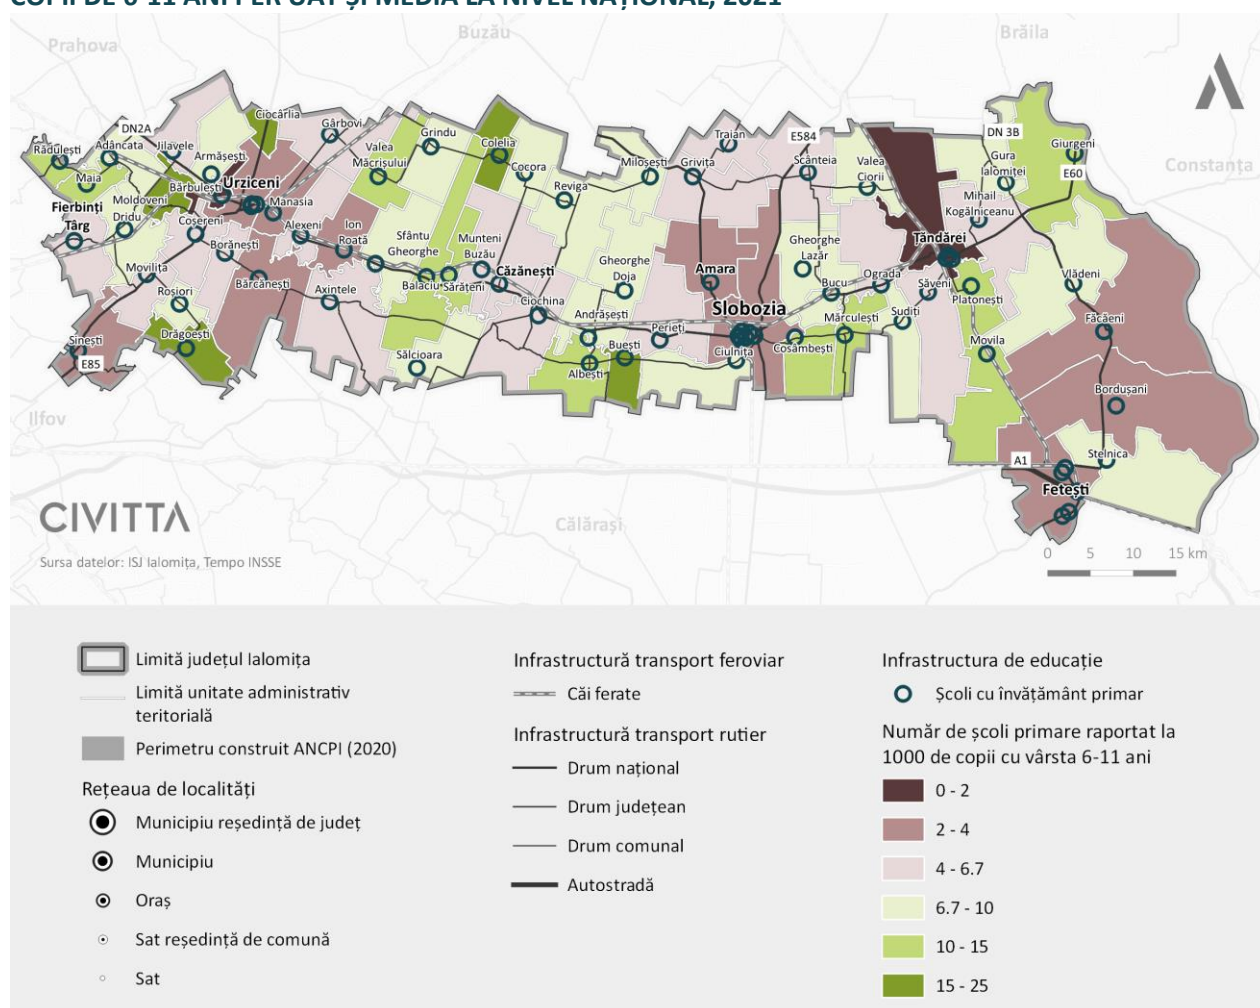 COPII DE 6-11 ANI PER UAT ȘI MEDIA LA NIVEL NAȚIONAL, 2021
Prahova
Buzău
Brăila
Constanța
Ilfov
Călărași
Ciocârlia
Gârbovi
DN2A
Rădulești
Adâncata
Jilavele
Armășești
Maia
Bărbulești
Urziceni
Manasia
Valea
Măcrișului
Grindu
Colelia
Cocora
Reviga
Miloșești
Grivița
Traian
E584
Scânteia
Valea
Ciorii
DN 3B
Gura
Ialomiței
Giurgeni
E60
Mihail
Kogălniceanu
Țăndărei
Fierbinți
Târg
Moldoveni
Dridu
Coșereni
Borănești
Alexeni
Ion
Roată
Sfântu
Gheorghe
Munteni
Buzău
Balaciu
Sărățeni
Căzănești
Gheorghe
Doja
Amara
Gheorghe
Lazăr
Bucu
Ograda
Săveni
Platonești
Vlădeni
Movilița
Roșiori
Bărcănești
Axintele
Ciochina
Andrășești
Perieți
Slobozia
Ciulnița
Cosâmbești
Mărculești
Sudiți
Movila
Făcăeni
Sinești
E85
Drăgoești
Sălcioara
Albești
Buești
Bordușani
Stelnica
A1
Fetești
CIVITTA
Sursa datelor: ISJ Ialomița, Tempo INSSE
0 5 10 15 km
Limită județul Ialomița
Limită unitate administrativ
teritorială
Perimetru construit ANCPI (2020)
Rețeaua de localități
Municipiu reședință de județ
Municipiu
Oraș
Sat reședință de comună
Sat
Infrastructură transport feroviar
Căi ferate
Infrastructură transport rutier
Drum național
Drum județean
Drum comunal
Autostradă
Infrastructura de educație
Școli cu învățământ primar
Număr de școli primare raportat la
1000 de copii cu vârsta 6-11 ani
0 - 2
2 - 4
4 - 6.7
6.7 - 10
10 - 15
15 - 25